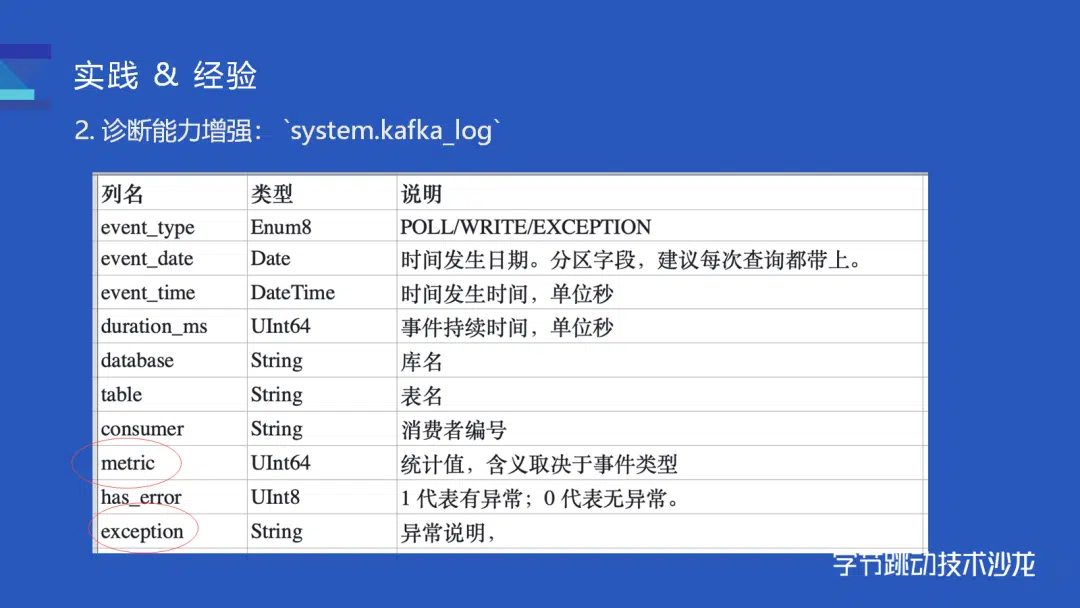 实践 & 经验
2. 诊断能力增强： `system.kafka_log`
列名 类型 说明
event_type Enum8 POLL/WRITE/EXCEPTION
event_date Date 时间发生日期。分区字段，建议每次查询都带上。
event_time DateTime 时间发生时间，单位秒
duration_ms UInt64 事件持续时间，单位秒
database String 库名
table String 表名
consumer String 消费者编号
metric UInt64 统计值，含义取决于事件类型
has_error UInt8 1 代表有异常；0 代表无异常。
exception String 异常说明，
字节跳动技术沙龙